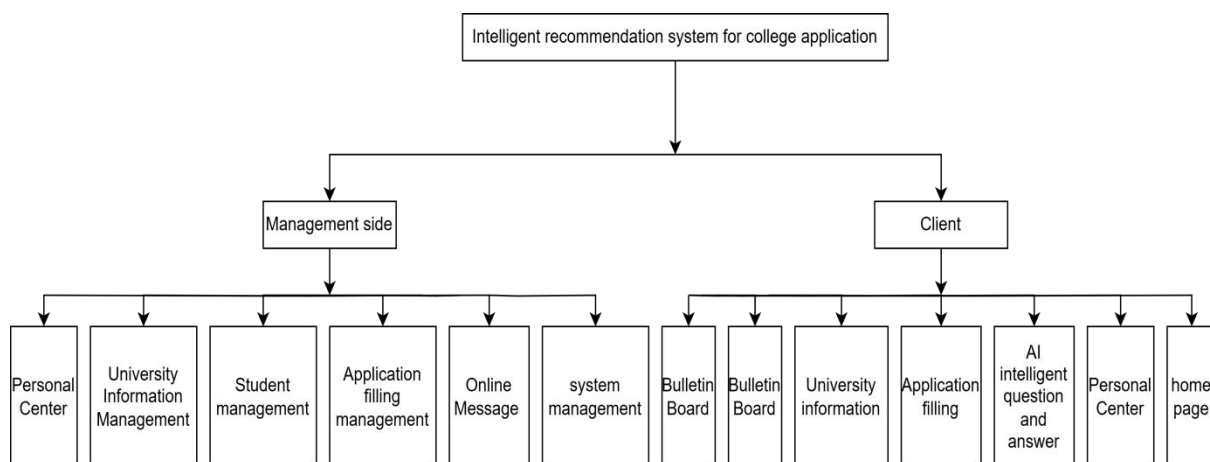 Intelligent recommendation system for college application
Management side
Client
Personal
Center
University
Information
Management
Student
management
Application
filling
management
Online
Message
system
management
Bulletin
Board
Bulletin
Board
University
information
Application
filling
AI
intelligent
question
and
answer
Personal
Center
home
page